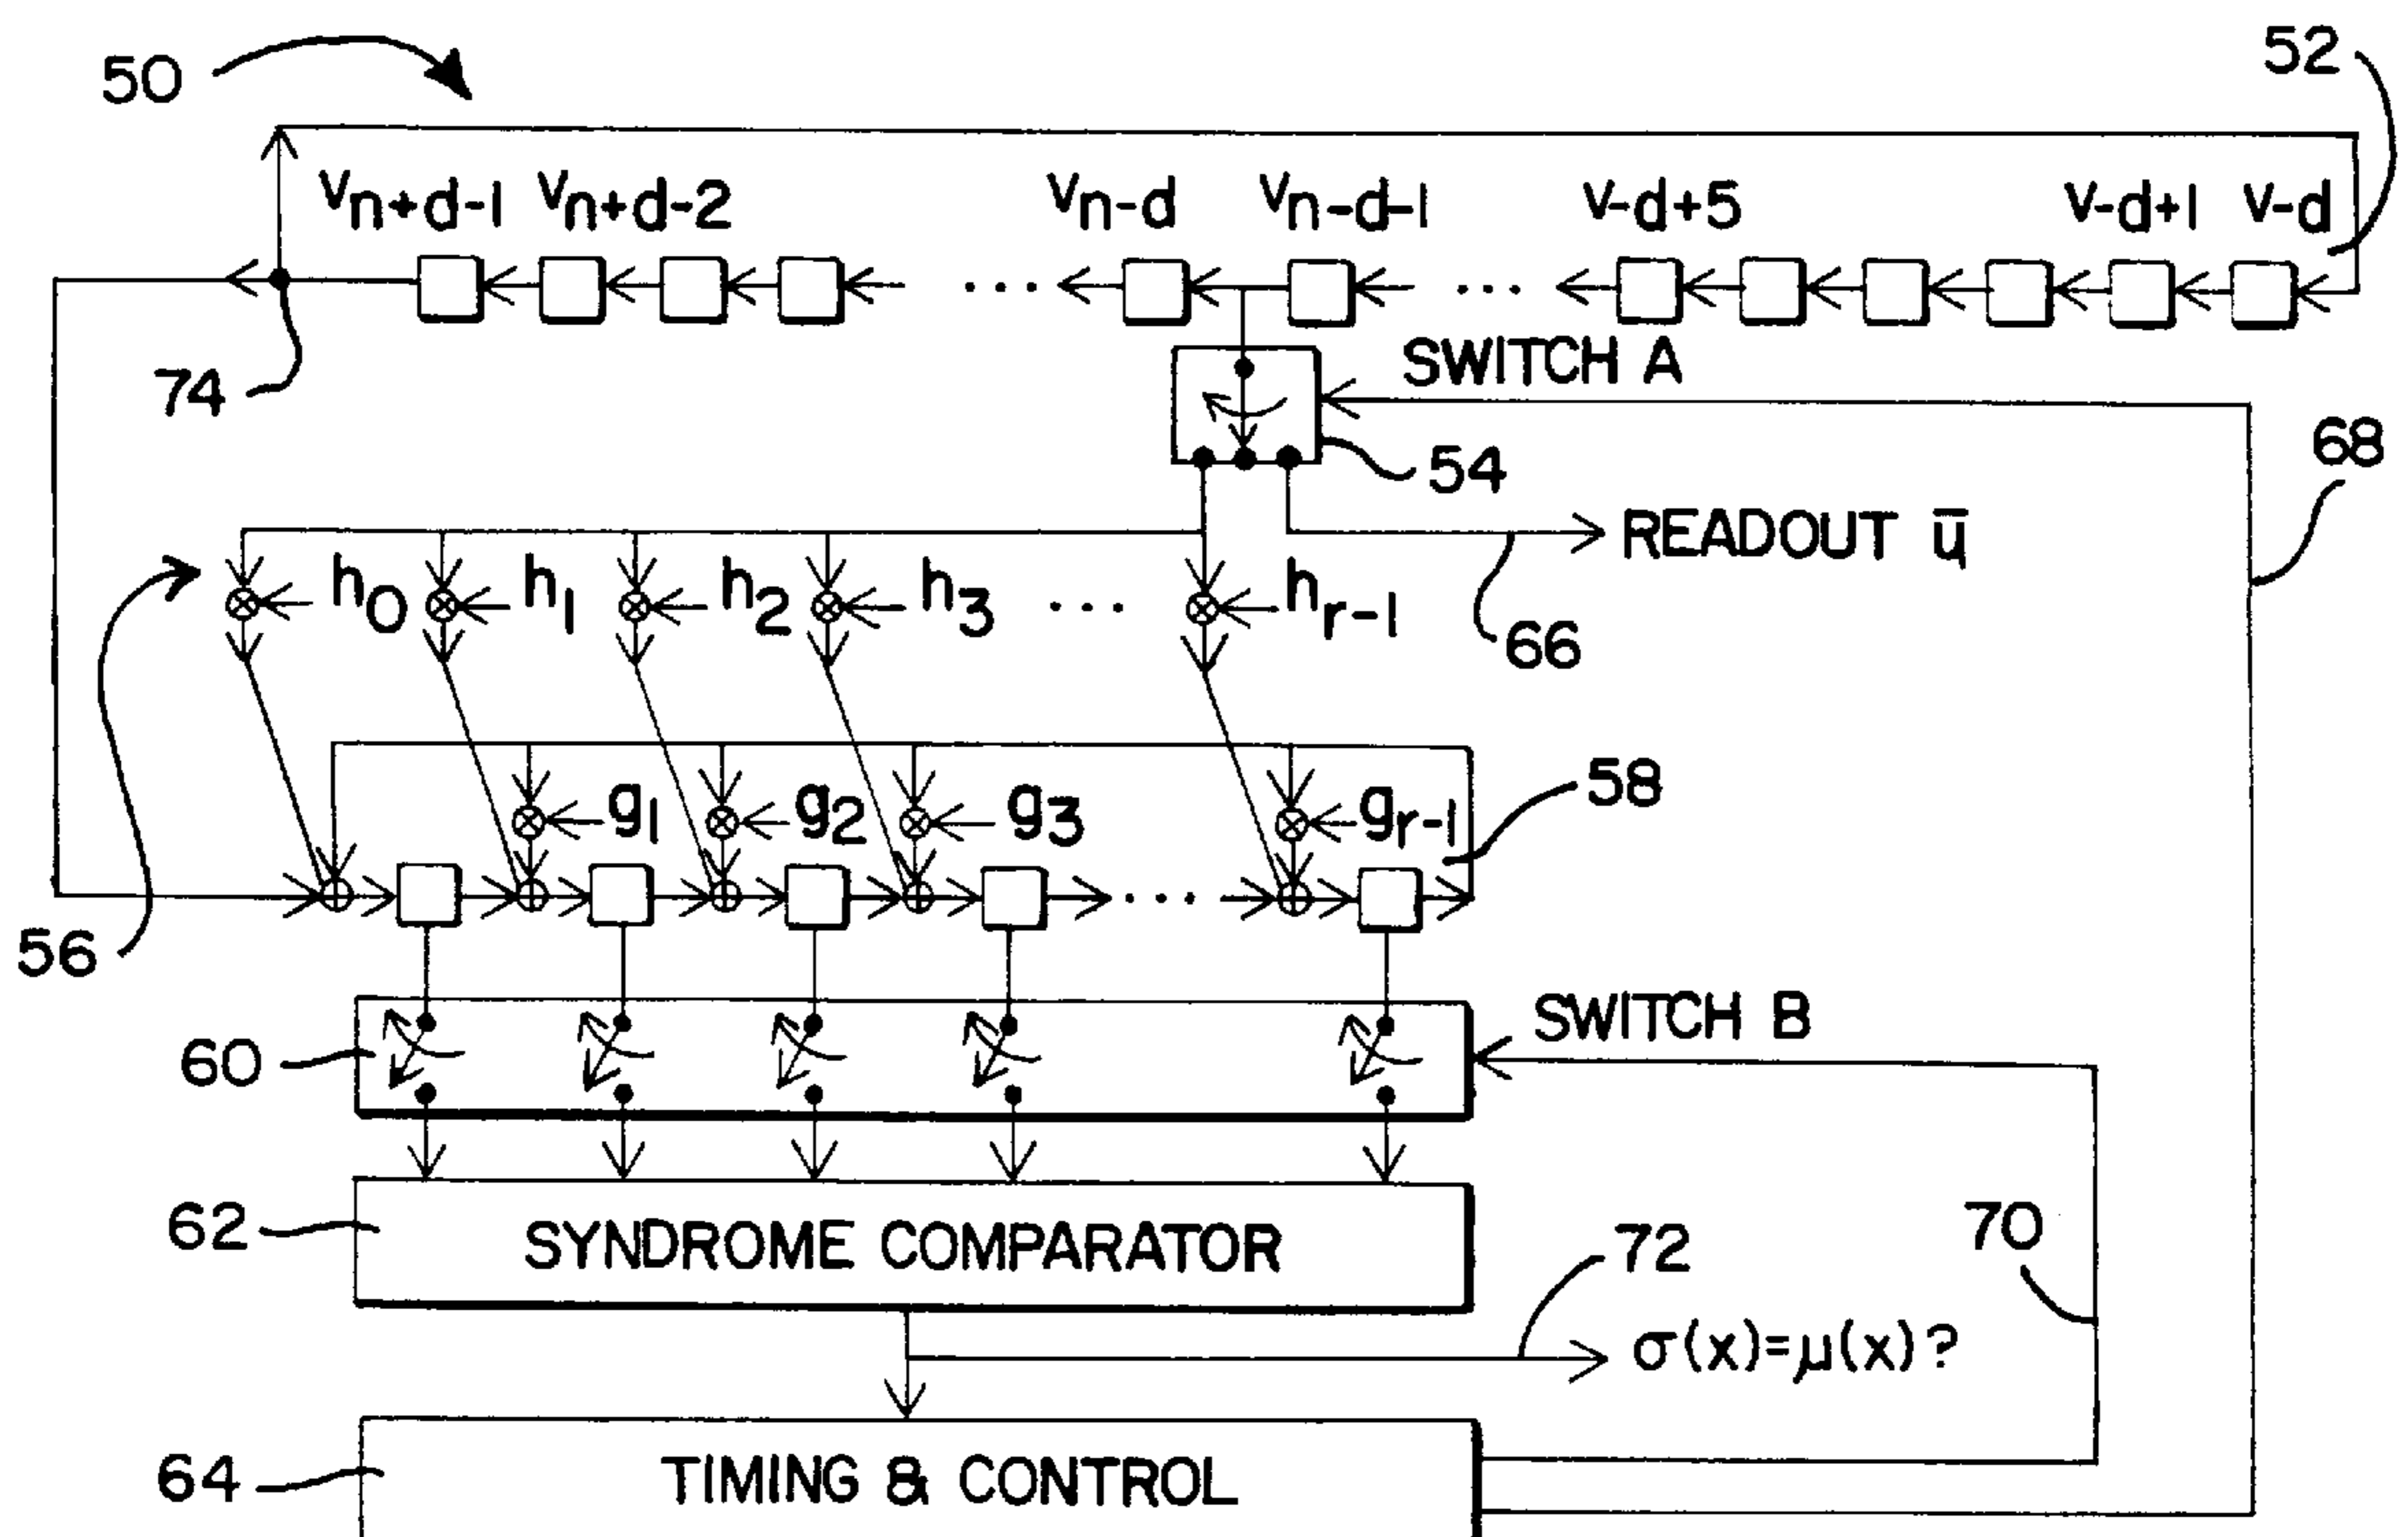 50
52
Vn+d-1 Vn+d-2 Vn-d Vn-d-1 V-d+5 V-d+1 V-d
...
...
74
SWITCH A
54
68
READOUT ū
66
56
h0 h1 h2 h3 ... hr-1
g1 g2 g3 gr-1
58
...
SWITCH B
60
62
SYNDROME COMPARATOR
72
70
σ(x)=μ(x)?
64
TIMING & CONTROL